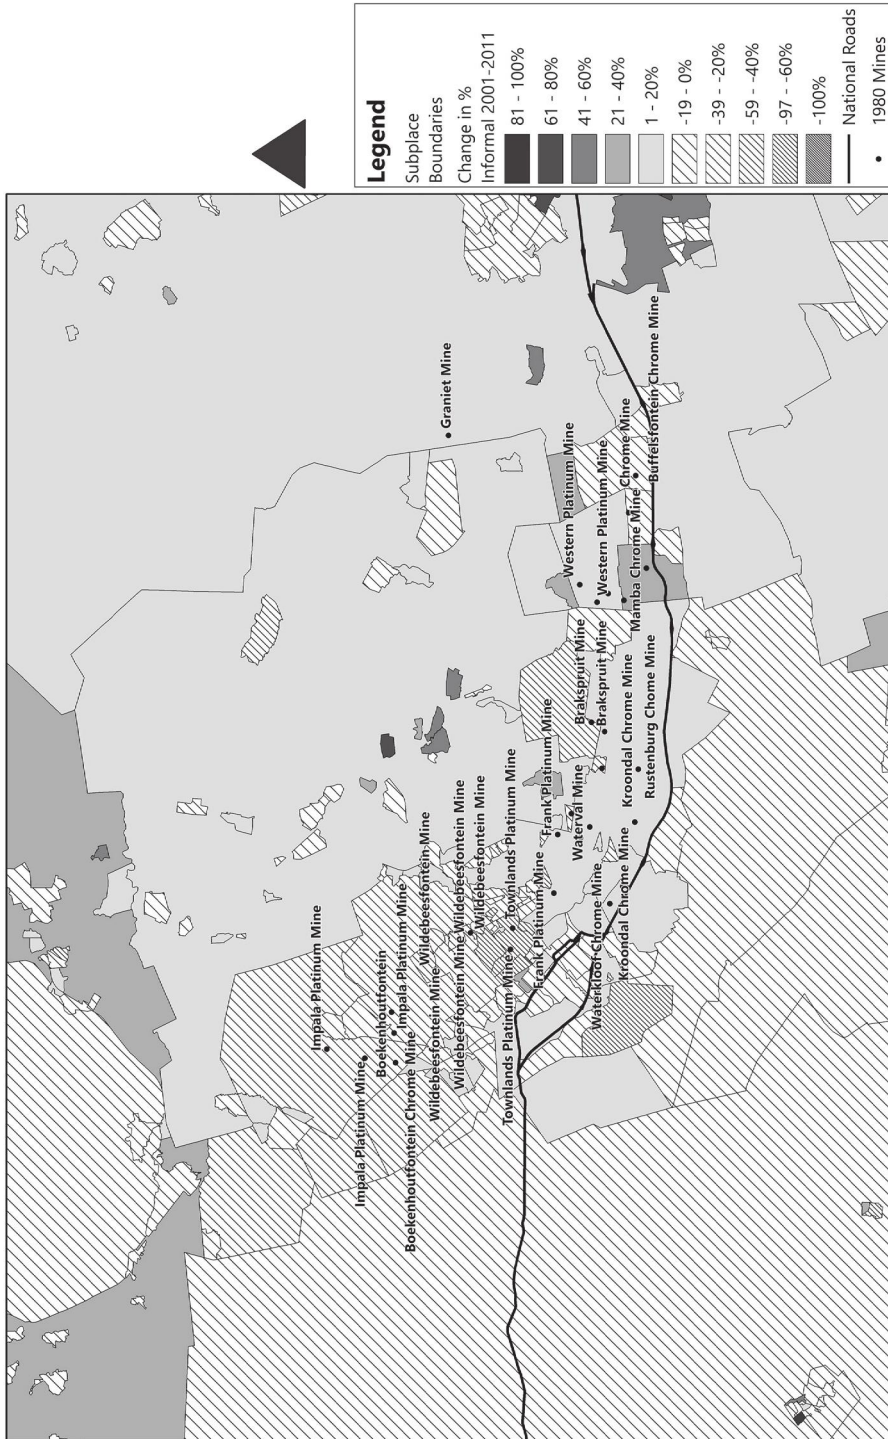 Legend
Subplace
Boundaries
Change in %
Informal 2001-2011
81 - 100%
61 - 80%
41 - 60%
21 - 40%
1 - 20%
-19 - 0%
-39 - -20%
-59 - -40%
-97 - -60%
-100%
National Roads
1980 Mines
Impala Platinum Mine
Impala Platinum Mine
Boekenhoutfontein
Impala Platinum Mine
Boekenhoutfontein Chrome Mine
Wildebeesfontein Mine
Wildebeesfontein Mine
Wildebeesfontein Mine
Wildebeesfontein Mine
Wildebeesfontein Mine
Townlands Platinum Mine
Townlands Platinum Mine
Frank Platinum Mine
Frank Platinum Mine
Waterval Mine
Brakspruit Mine
Brakspruit Mine
Waterkloof Chrome Mine
Kroondal Chrome Mine
Kroondal Chrome Mine
Rustenburg Chome Mine
Graniet Mine
Western Platinum Mine
Western Platinum Mine
Chrome Mine
Mamba Chrome Mine
Buffelsfontein Chrome Mine